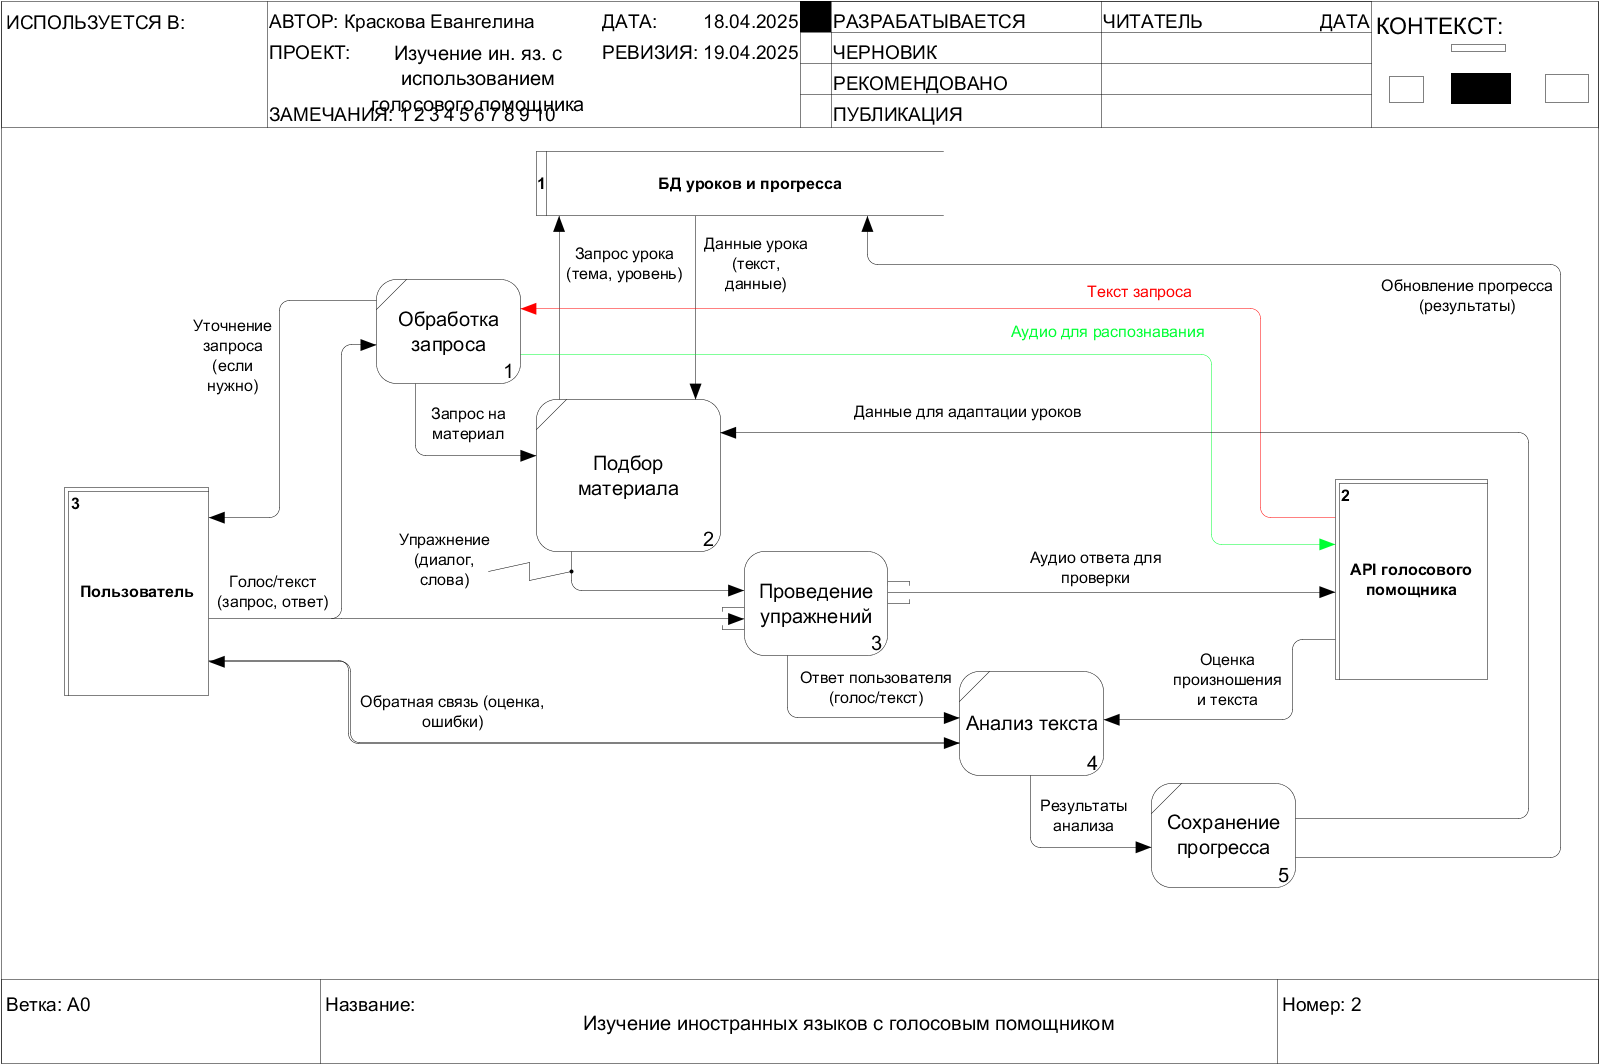 ИСПОЛЬЗУЕТСЯ В:
АВТОР: Краскова Евангелина
ДАТА: 18.04.2025
ПРОЕКТ: Изучение ин. яз. с
использованием
голосового помощника
РЕВИЗИЯ: 19.04.2025
ЗАМЕЧАНИЯ: 1 2 3 4 5 6 7 8 9 10
РАЗРАБАТЫВАЕТСЯ
ЧЕРНОВИК
РЕКОМЕНДОВАНО
ПУБЛИКАЦИЯ
ЧИТАТЕЛЬ
ДАТА
КОНТЕКСТ:
1
БД уроков и прогресса
Запрос урока
(тема, уровень)
Данные урока
(текст,
данные)
Обновление прогресса
(результаты)
Текст запроса
Аудио для распознавания
Обработка
запроса
1
Уточнение
запроса
(если
нужно)
Запрос на
материал
Данные для адаптации уроков
Подбор
материала
2
3
Пользователь
2
API голосового
помощника
Упражнение
(диалог,
слова)
Голос/текст
(запрос, ответ)
Проведение
упражнений
3
Аудио ответа для
проверки
Ответ пользователя
(голос/текст)
Оценка
произношения
и текста
Обратная связь (оценка,
ошибки)
Анализ текста
4
Результаты
анализа
Сохранение
прогресса
5
Ветка: A0
Название:
Изучение иностранных языков с голосовым помощником
Номер: 2